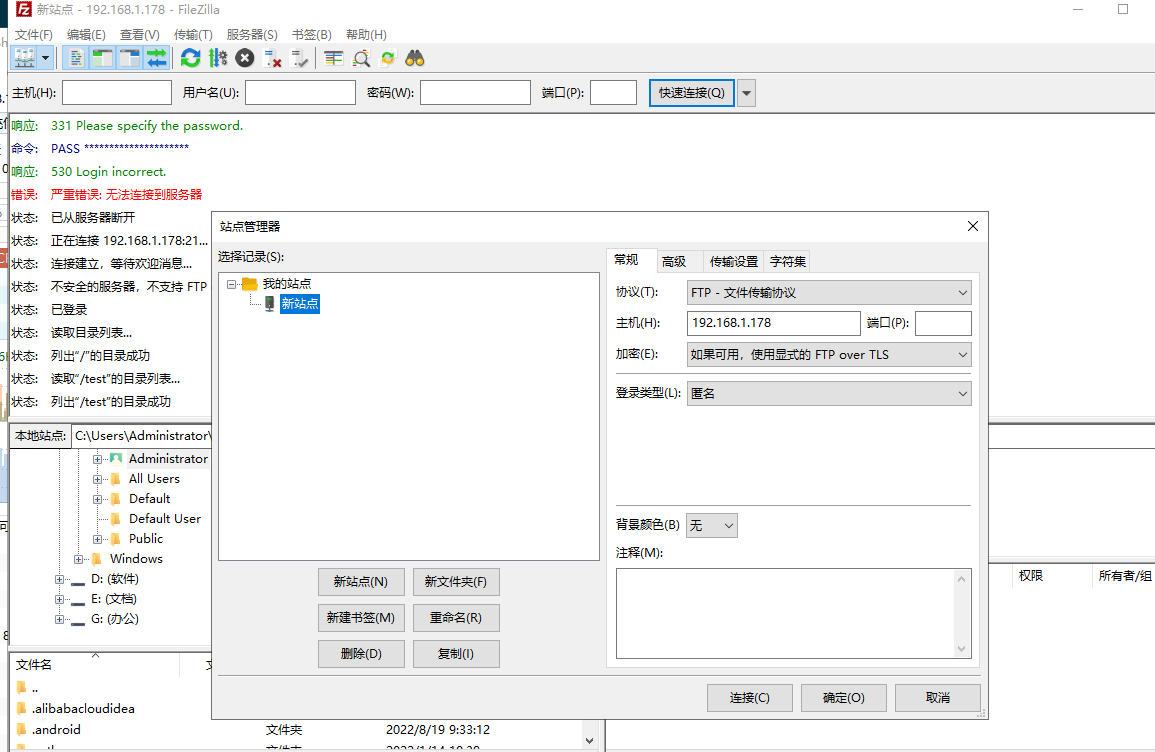 新站点 - 192.168.1.178 - FileZilla
文件(F) 编辑(E) 查看(V) 传输(T) 服务器(S) 书签(B) 帮助(H)
主机(H): 用户名(U): 密码(W): 端口(P): 快速连接(Q)
响应: 331 Please specify the password.
命令: PASS *********************
响应: 530 Login incorrect.
错误: 严重错误: 无法连接到服务器
状态: 已从服务器断开
状态: 正在连接 192.168.1.178:21...
状态: 连接建立，等待欢迎消息...
状态: 不安全的服务器，不支持 FTP
状态: 已登录
状态: 读取目录列表...
状态: 列出“/”的目录成功
状态: 读取“/test”的目录列表...
状态: 列出“/test”的目录成功
本地站点: C:\Users\Administrator\
Administrator
All Users
Default
Default User
Public
Windows
D: (软件)
E: (文档)
G: (办公)
文件名
..
.alibabacloudidea
.android 文件夹 2022/8/19 9:33:12
权限 所有者/组
站点管理器
选择记录(S):
我的站点
新站点
新站点(N) 新文件夹(F)
新建书签(M) 重命名(R)
删除(D) 复制(I)
常规 高级 传输设置 字符集
协议(T): FTP - 文件传输协议
主机(H): 192.168.1.178 端口(P):
加密(E): 如果可用，使用显式的 FTP over TLS
登录类型(L): 匿名
背景颜色(B) 无
注释(M):
连接(C) 确定(O) 取消